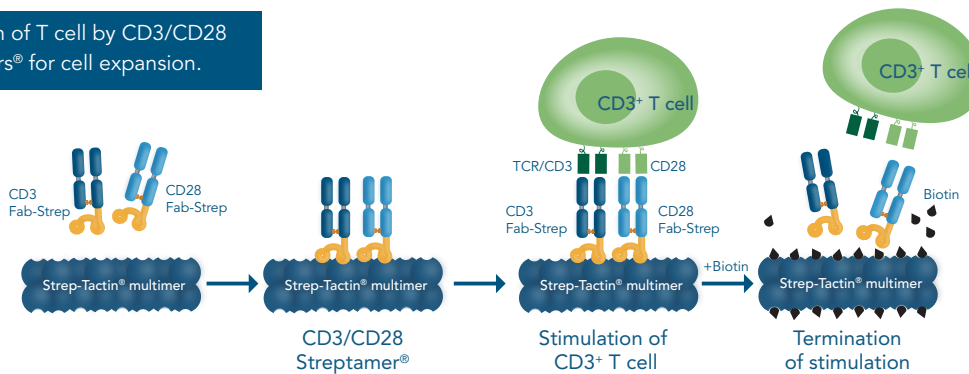 of T cell by CD3/CD28
® for cell expansion.
CD3
Fab-Strep
CD28
Fab-Strep
Strep-Tactin® multimer
Strep-Tactin® multimer
CD3/CD28
Streptamer®
CD3⁺ T cell
TCR/CD3
CD28
CD3
Fab-Strep
CD28
Fab-Strep
Strep-Tactin® multimer
Stimulation of
CD3⁺ T cell
+Biotin
CD3⁺ T cel
Biotin
Strep-Tactin® multimer
Termination
of stimulation